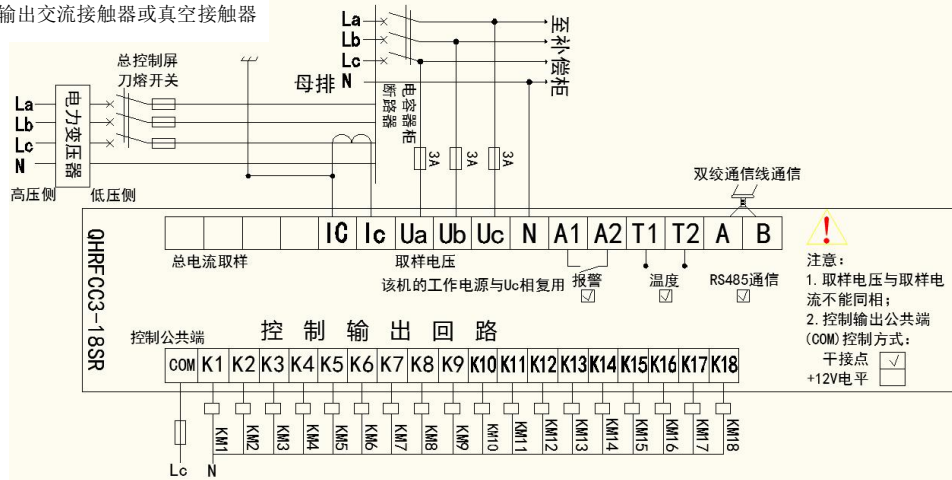 输出交流接触器或真空接触器
La
Lb
Lc
母排 N
至补偿柜
总控制屏
刀熔开关
La
Lb
Lc
N
电力变压器
高压侧
低压侧
电容器柜
断路器
3A
3A
3A
双绞通信线通信
QHRFCC3-18SR
IC Ic Ua Ub Uc N A1 A2 T1 T2 A B
总电流取样
取样电压
该机的工作电源与Uc相复用
报警
☑
温度
☑
RS485通信
☑
注意:
1.取样电压与取样电
流不能同相;
2.控制输出公共端
(COM)控制方式:
干接点 √
+12V电平
控制公共端
控制输出回路
COM K1 K2 K3 K4 K5 K6 K7 K8 K9 K10 K11 K12 K13 K14 K15 K16 K17 K18
KM1 KM2 KM3 KM4 KM5 KM6 KM7 KM8 KM9 KM10 KM11 KM12 KM13 KM14 KM15 KM16 KM17 KM18
Lc N